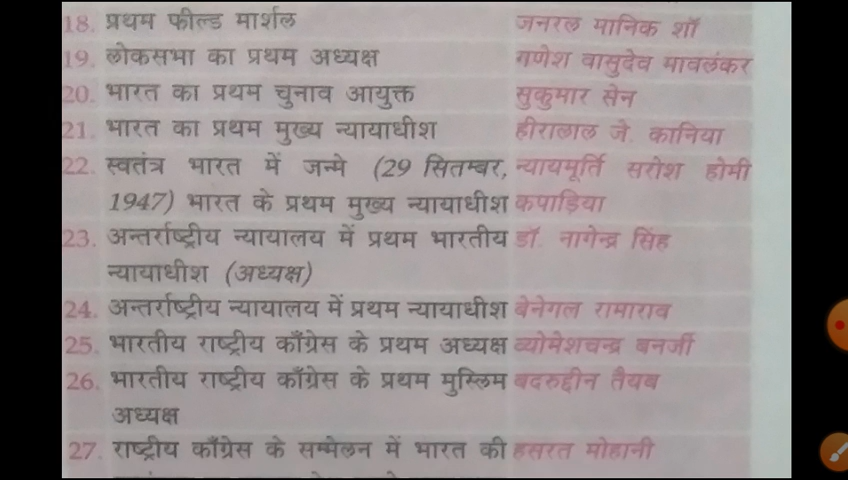 18. प्रथम फील्ड मार्शल जनरल मानिक शॉ
19. लोकसभा का प्रथम अध्यक्ष गणेश वासुदेव मावलंकर
20. भारत का प्रथम चुनाव आयुक्त सुकुमार सेन
21. भारत का प्रथम मुख्य न्यायाधीश हीरालाल जे. कानिया
22. स्वतंत्र भारत में जन्मे (29 सितम्बर, न्यायमूर्ति सरोश होमी
1947) भारत के प्रथम मुख्य न्यायाधीश कपाड़िया
23. अन्तर्राष्ट्रीय न्यायालय में प्रथम भारतीय डॉ. नागेन्द्र सिंह
न्यायाधीश (अध्यक्ष)
24. अन्तर्राष्ट्रीय न्यायालय में प्रथम न्यायाधीश बेनेगल रामाराव
25. भारतीय राष्ट्रीय काँग्रेस के प्रथम अध्यक्ष व्योमेशचन्द्र बनर्जी
26. भारतीय राष्ट्रीय काँग्रेस के प्रथम मुस्लिम बदरुद्दीन तैयब
अध्यक्ष
27. राष्ट्रीय काँग्रेस के सम्मेलन में भारत की हसरत मोहानी